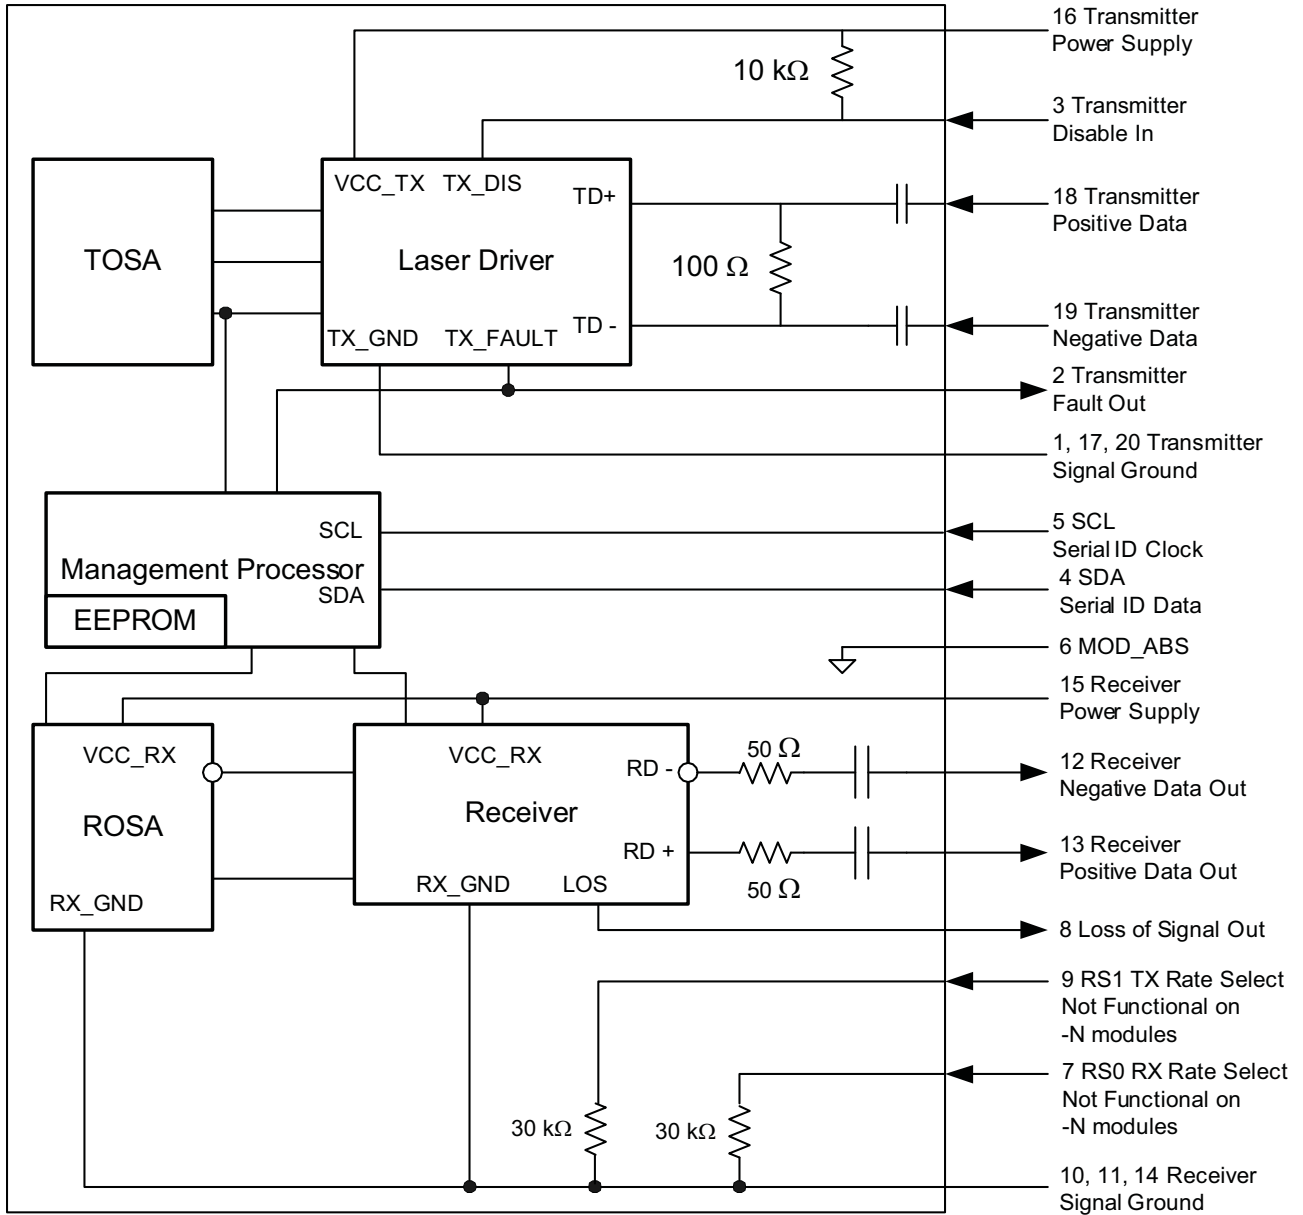 16 Transmitter
Power Supply
10 kΩ
3 Transmitter
Disable In
VCC_TX TX_DIS
TD+
18 Transmitter
Positive Data
TOSA
Laser Driver
100 Ω
19 Transmitter
Negative Data
TX_GND TX_FAULT
TD -
2 Transmitter
Fault Out
1, 17, 20 Transmitter
Signal Ground
SCL
5 SCL
Serial ID Clock
Management Processor
SDA
4 SDA
Serial ID Data
EEPROM
6 MOD_ABS
15 Receiver
Power Supply
VCC_RX
VCC_RX
RD -
50 Ω
12 Receiver
Negative Data Out
ROSA
Receiver
RD +
50 Ω
13 Receiver
Positive Data Out
RX_GND
RX_GND LOS
8 Loss of Signal Out
9 RS1 TX Rate Select
Not Functional on
-N modules
7 RS0 RX Rate Select
Not Functional on
-N modules
30 kΩ
30 kΩ
10, 11, 14 Receiver
Signal Ground